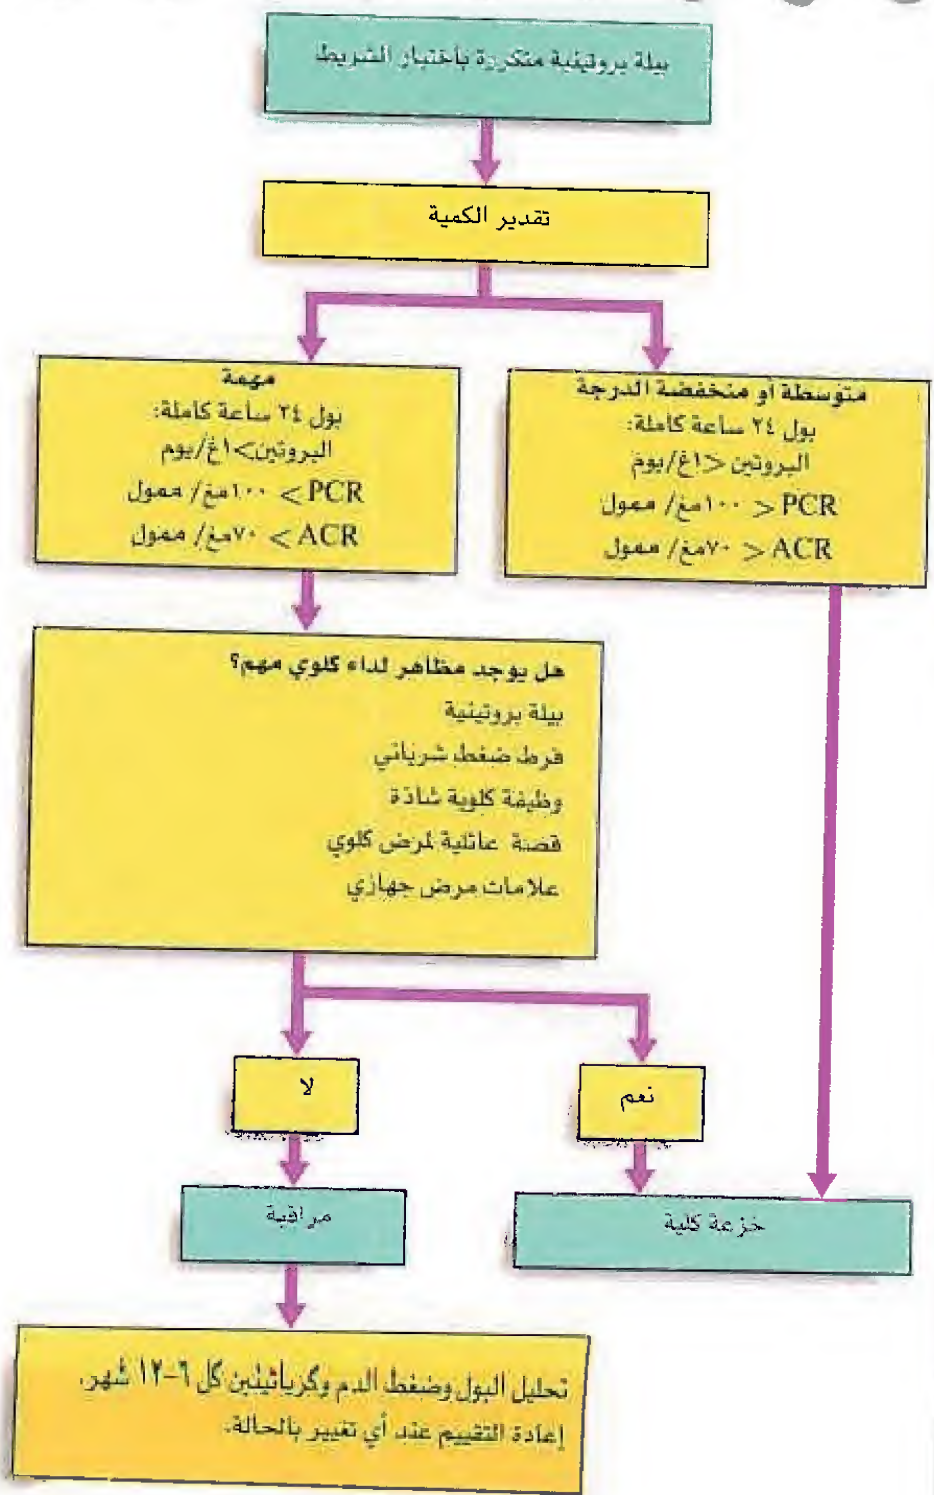 بيلة بروتينية متكررة بأختبار الشريط
تقدير الكمية
متوسطة أو منخفضة الدرجة
بول ٢٤ ساعة كاملة:
البروتين <١غ/يوم
PCR > ١٠٠مغ/ ممول
ACR > ٧٠مغ/ ممول
مهمة
بول ٢٤ ساعة كاملة:
البروتين>١غ/يوم
PCR < ١٠٠مغ/ ممول
ACR < ٧٠مغ/ ممول
هل يوجد مظاهر لداء كلوي مهم؟
بيلة بروتينية
فرط ضغط شرياني
وظيفة كلوية شاذة
قصة عائلية لمرض كلوي
علامات مرض جهازي
نعم
لا
خزعة كلية
مراقبة
تحليل البول وضغط الدم وكرياتينين كل ٦-١٢ شهر.
إعادة التقييم عند أي تغيير بالحالة.